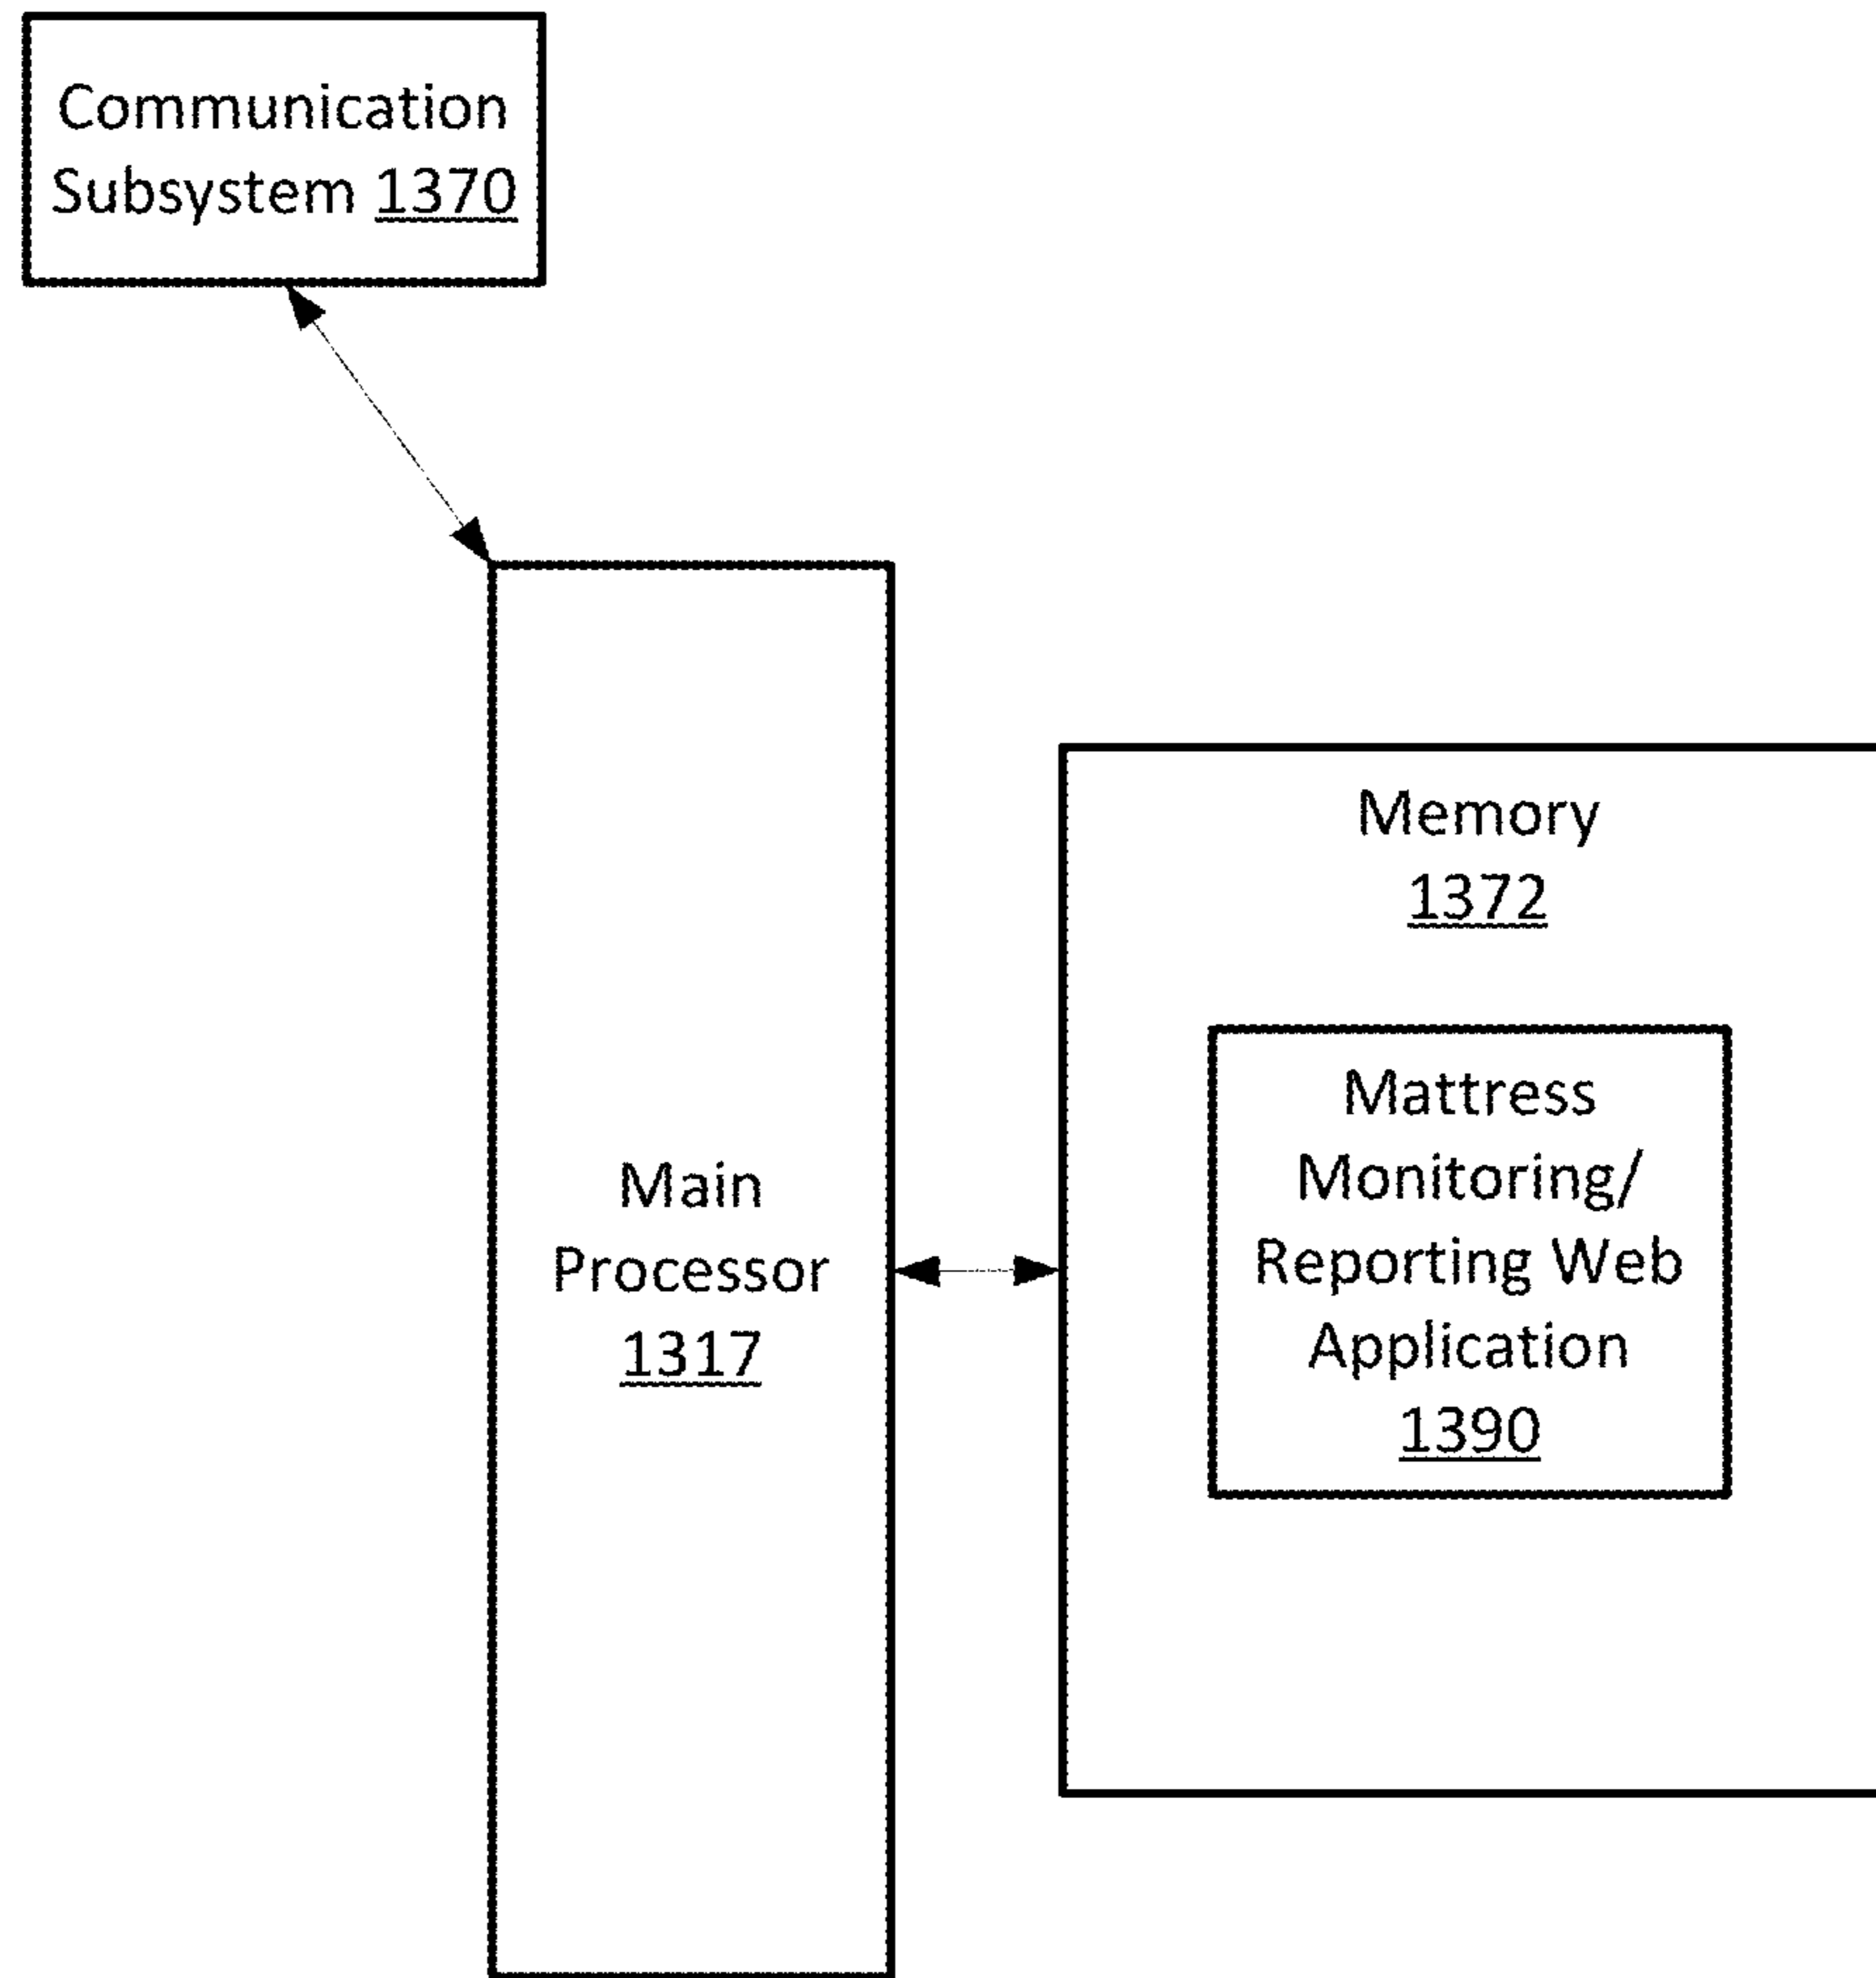 Communication
Subsystem 1370
Main
Processor
1317
Memory
1372
Mattress
Monitoring/
Reporting Web
Application
1390